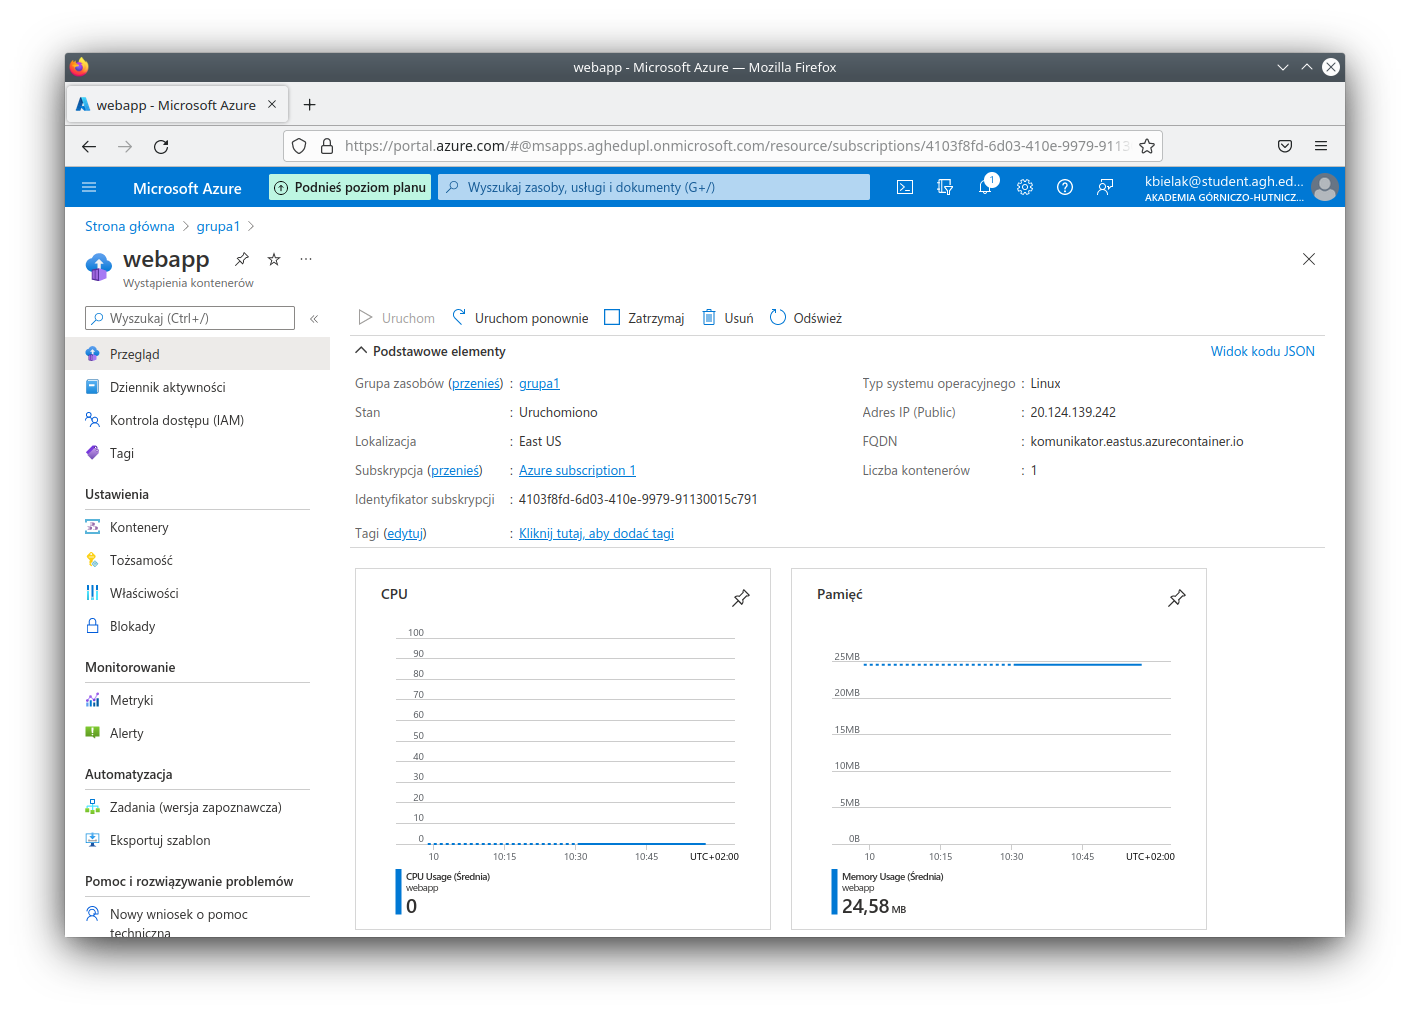 webapp - Microsoft Azure — Mozilla Firefox
webapp - Microsoft Azure
https://portal.azure.com/#@msapps.aghedupl.onmicrosoft.com/resource/subscriptions/4103f8fd-6d03-410e-9979-9113
Microsoft Azure
Podnieś poziom planu
Wyszukaj zasoby, usługi i dokumenty (G+/)
1
kbielak@student.agh.ed...
AKADEMIA GÓRNICZO-HUTNICZ...
Strona główna > grupa1 >
webapp
Wystąpienia kontenerów
Wyszukaj (Ctrl+/)
«
Przegląd
Dziennik aktywności
Kontrola dostępu (IAM)
Tagi
Ustawienia
Kontenery
Tożsamość
Właściwości
Blokady
Monitorowanie
Metryki
Alerty
Automatyzacja
Zadania (wersja zapoznawcza)
Eksportuj szablon
Pomoc i rozwiązywanie problemów
Nowy wniosek o pomoc
techniczna
Uruchom Uruchom ponownie Zatrzymaj Usuń Odśwież
Podstawowe elementy
Widok kodu JSON
Grupa zasobów (przenieś) : grupa1
Stan : Uruchomiono
Lokalizacja : East US
Subskrypcja (przenieś) : Azure subscription 1
Identyfikator subskrypcji : 4103f8fd-6d03-410e-9979-91130015c791
Tagi (edytuj) : Kliknij tutaj, aby dodać tagi
Typ systemu operacyjnego : Linux
Adres IP (Public) : 20.124.139.242
FQDN : komunikator.eastus.azurecontainer.io
Liczba kontenerów : 1
CPU
100
90
80
70
60
50
40
30
20
10
0
10 10:15 10:30 10:45 UTC+02:00
CPU Usage (Średnia)
webapp
0
Pamięć
25MB
20MB
15MB
10MB
5MB
0B
10 10:15 10:30 10:45 UTC+02:00
Memory Usage (Średnia)
webapp
24,58 MB